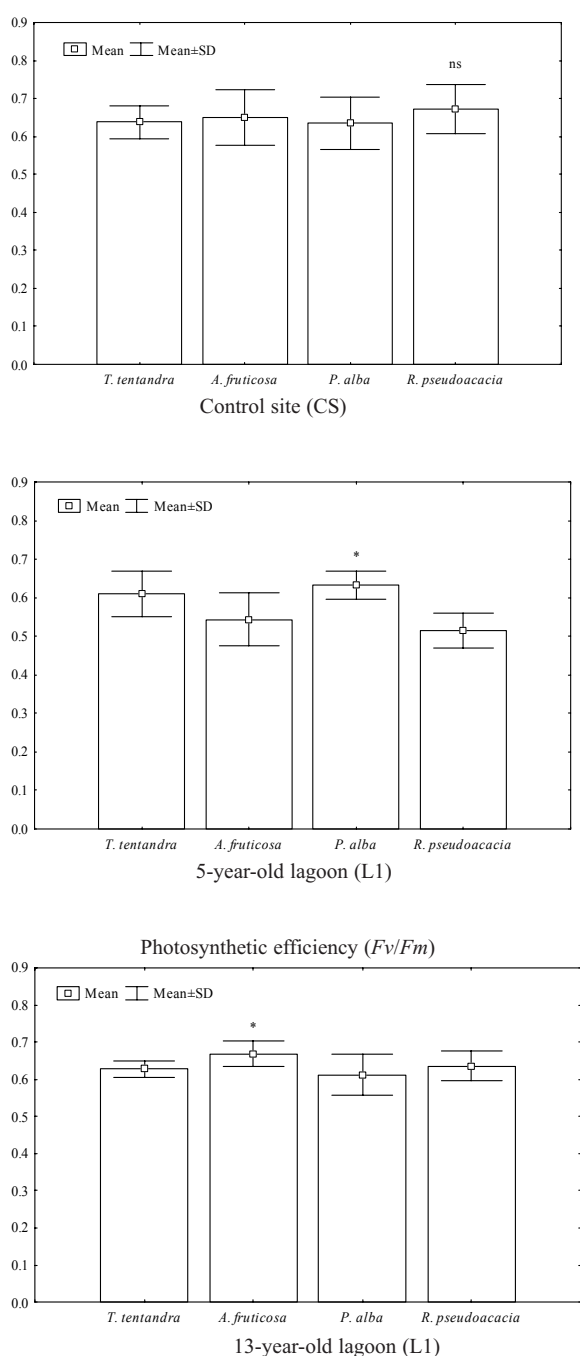 0.9
Mean Mean±SD
ns
0.8
0.7
0.6
0.5
0.4
0.3
0.2
0.1
0.0
T. tentandra A. fruticosa P. alba R. pseudoacacia
Control site (CS)
0.9
Mean Mean±SD
0.8
0.7
*
0.6
0.5
0.4
0.3
0.2
0.1
0.0
T. tentandra A. fruticosa P. alba R. pseudoacacia
5-year-old lagoon (L1)
Photosynthetic efficiency (Fv/Fm)
0.9
Mean Mean±SD
0.8
*
0.7
0.6
0.5
0.4
0.3
0.2
0.1
0.0
T. tentandra A. fruticosa P. alba R. pseudoacacia
13-year-old lagoon (L1)